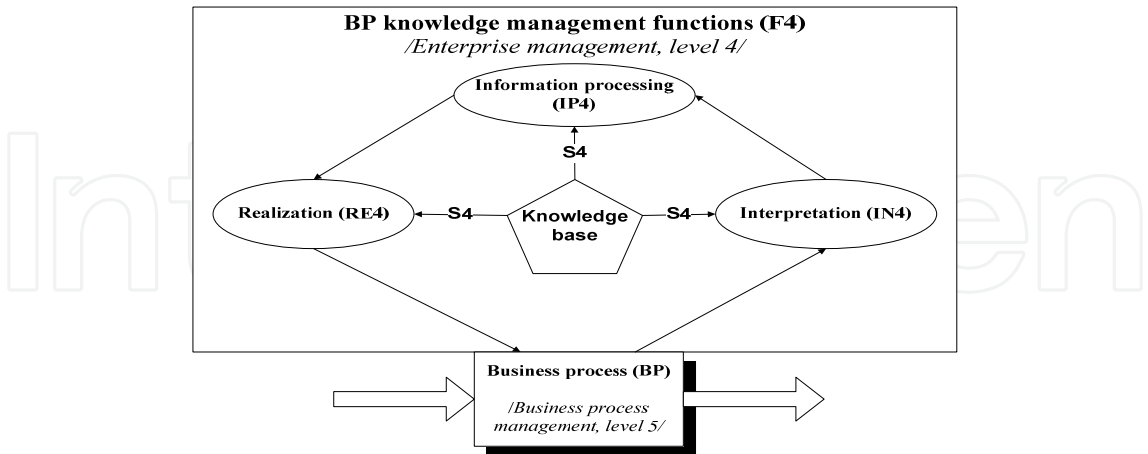 BP knowledge management functions (F4)
/Enterprise management, level 4/
Information processing
(IP4)
S4
Realization (RE4)
S4
Knowledge
base
S4
Interpretation (IN4)
Business process (BP)
/Business process
management, level 5/